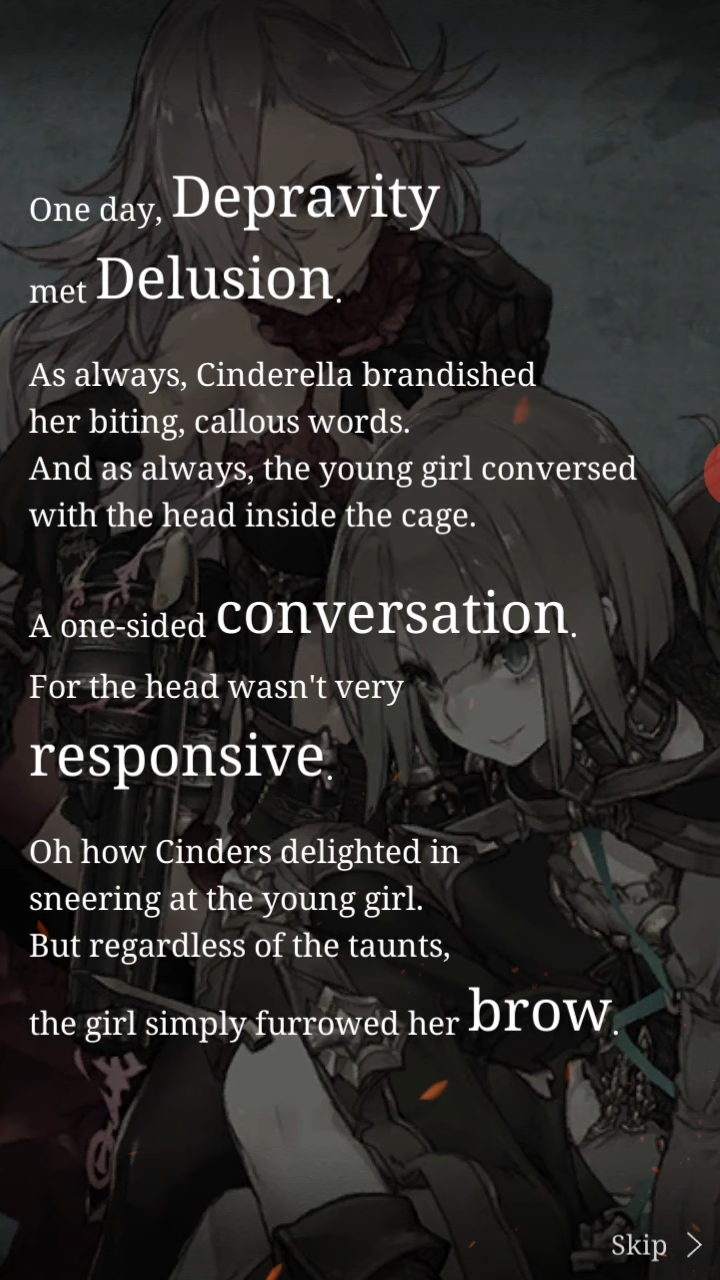 One day, Depravity
met Delusion.
As always, Cinderella brandished
her biting, callous words.
And as always, the young girl conversed
with the head inside the cage.
A one-sided conversation.
For the head wasn't very
responsive.
Oh how Cinders delighted in
sneering at the young girl.
But regardless of the taunts,
the girl simply furrowed her brow.
Skip >